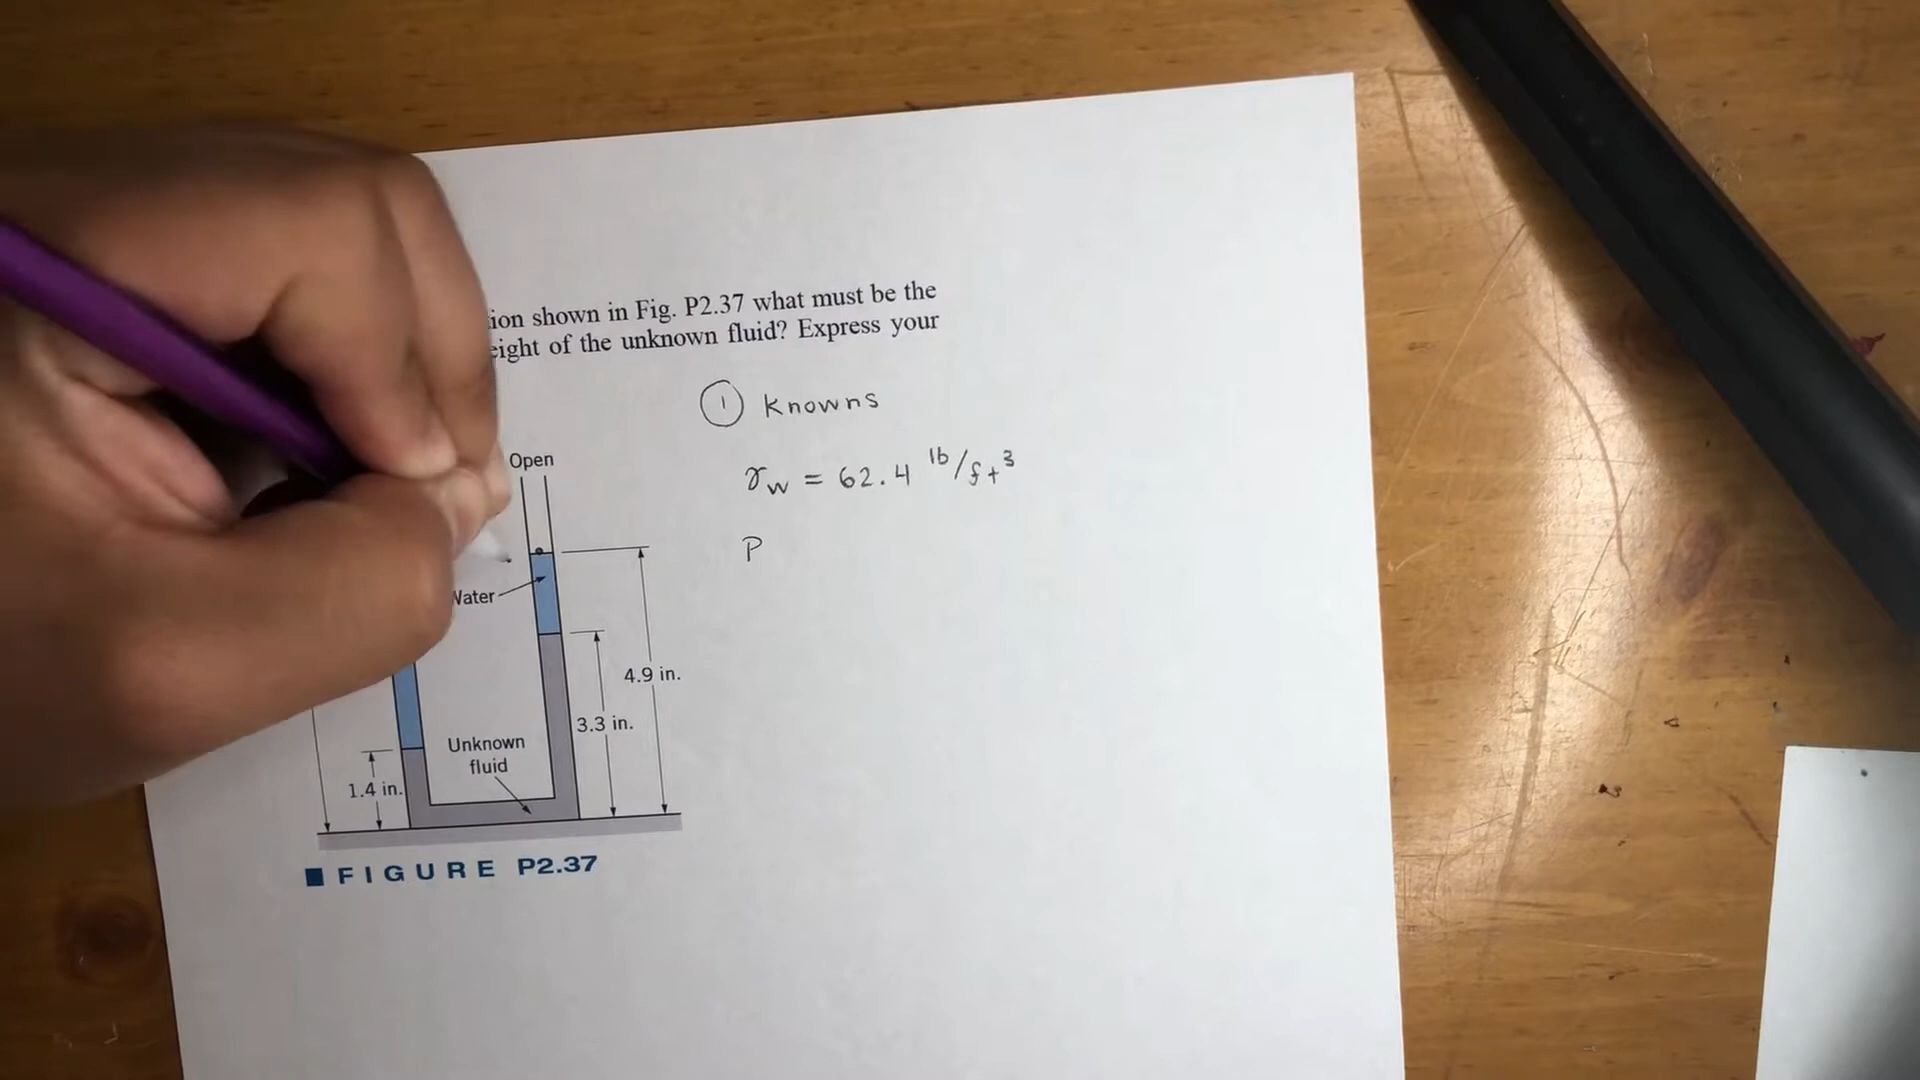 ion shown in Fig. P2.37 what must be the
eight of the unknown fluid? Express your
① Knowns
Open
γw = 62.4 lb/ft³
P
Water
4.9 in.
3.3 in.
Unknown
fluid
1.4 in.
FIGURE P2.37